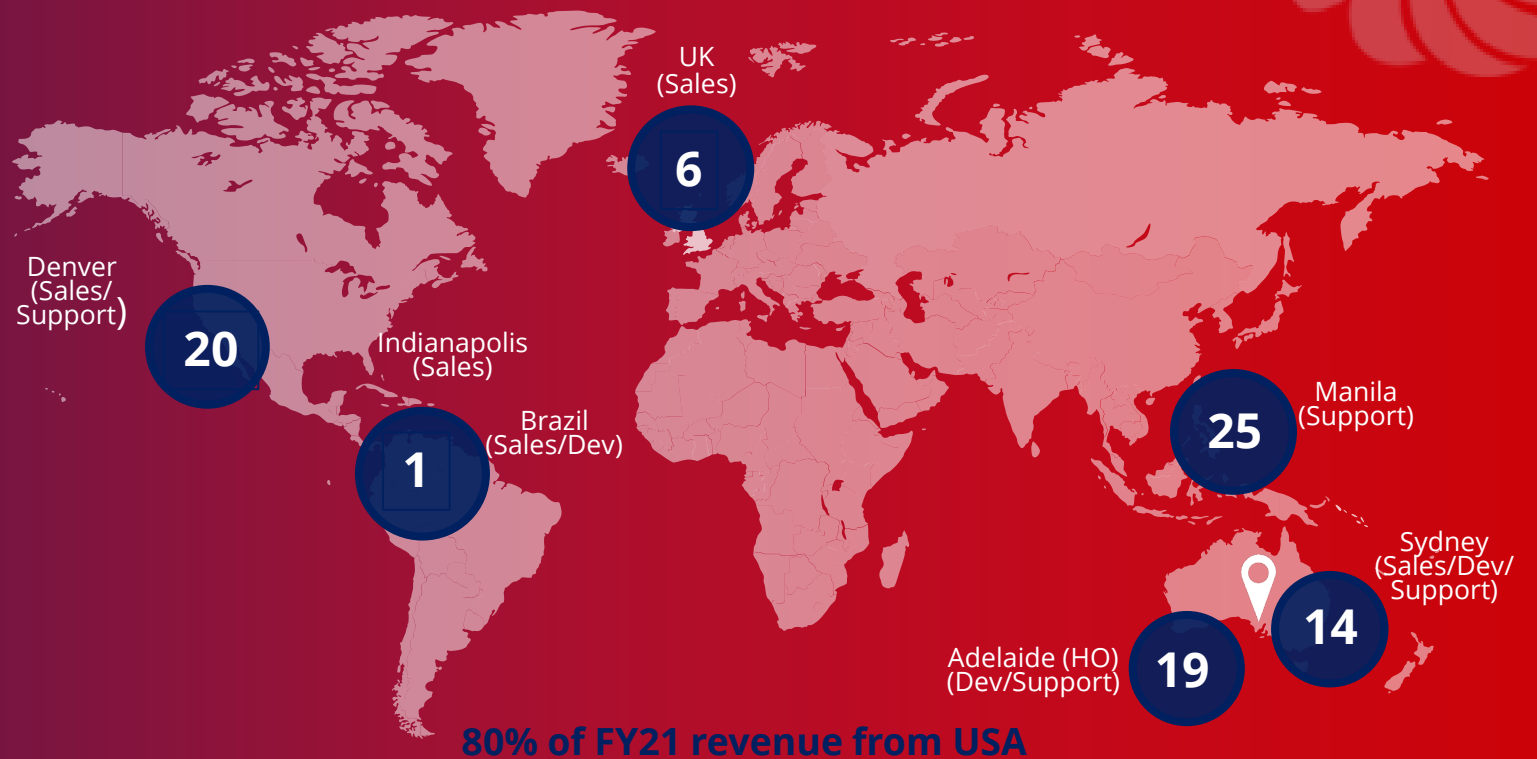 UK
(Sales)
6
Denver
(Sales/
Support)
20
Indianapolis
(Sales)
Brazil
(Sales/Dev)
1
Manila
(Support)
25
Sydney
(Sales/Dev/
Support)
14
Adelaide (HO)
(Dev/Support)
19
80% of FY21 revenue from USA